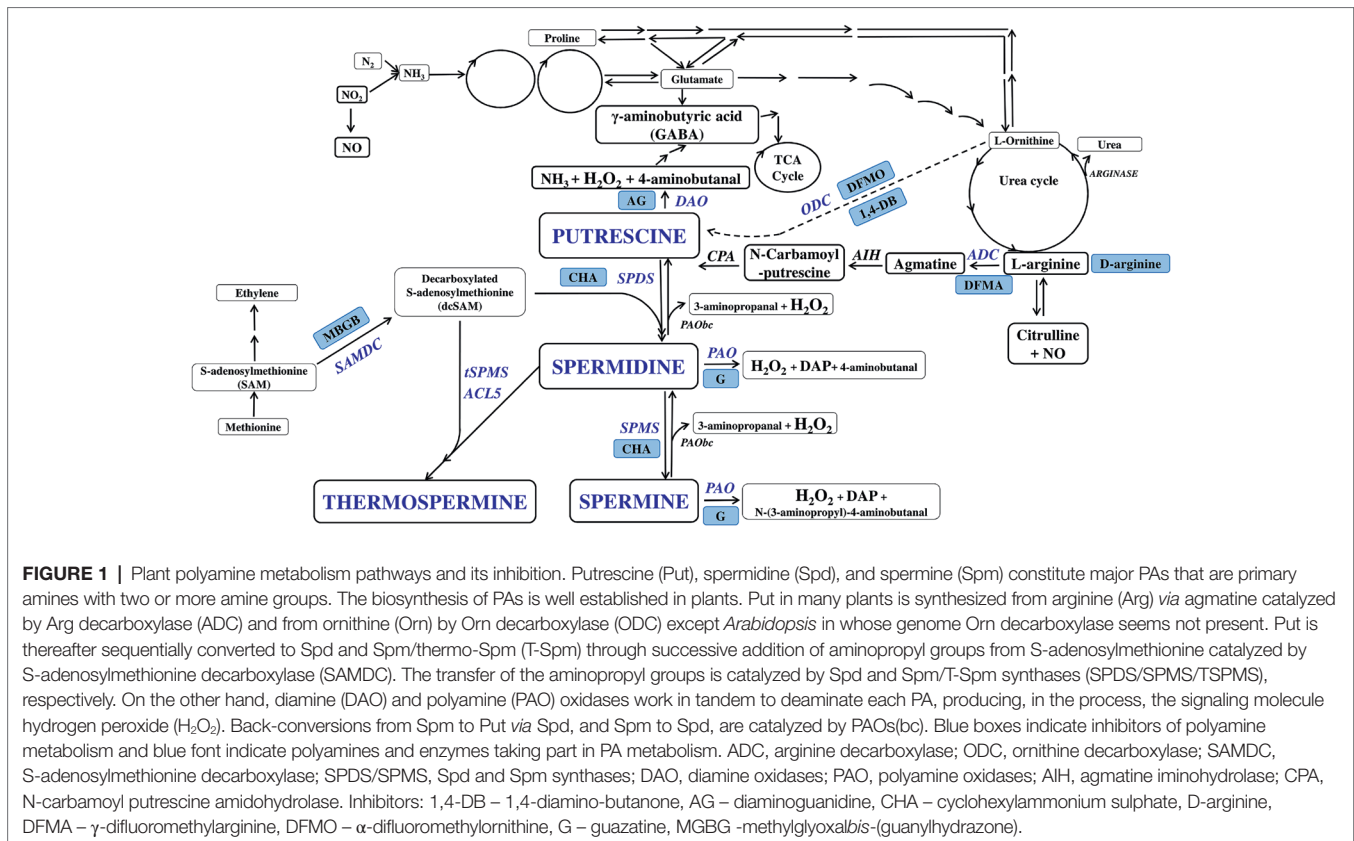 Proline
N2
NH3
Glutamate
NO2
γ-aminobutyric acid
(GABA)
NO
L-Ornithine
Urea
TCA
Cycle
NH3 + H2O2 + 4-aminobutanal
Urea cycle
ARGINASE
DFMO
ODC
1,4-DB
AG
DAO
PUTRESCINE
CPA
N-Carbamoyl
-putrescine
AIH
Agmatine
ADC
L-arginine
D-arginine
DFMA
CHA
SPDS
Decarboxylated
S-adenosylmethionine
(dcSAM)
Ethylene
3-aminopropanal + H2O2
PAObc
Citrulline
+ NO
MBGB
SAMDC
SPERMIDINE
PAO
G
H2O2 + DAP+ 4-aminobutanal
S-adenosylmethionine
(SAM)
tSPMS
ACL5
Methionine
SPMS
CHA
3-aminopropanal + H2O2
PAObc
THERMOSPERMINE
SPERMINE
PAO
G
H2O2 + DAP +
N-(3-aminopropyl)-4-aminobutanal
FIGURE 1 | Plant polyamine metabolism pathways and its inhibition. Putrescine (Put), spermidine (Spd), and spermine (Spm) constitute major PAs that are primary
amines with two or more amine groups. The biosynthesis of PAs is well established in plants. Put in many plants is synthesized from arginine (Arg) via agmatine catalyzed
by Arg decarboxylase (ADC) and from ornithine (Orn) by Orn decarboxylase (ODC) except Arabidopsis in whose genome Orn decarboxylase seems not present. Put is
thereafter sequentially converted to Spd and Spm/thermo-Spm (T-Spm) through successive addition of aminopropyl groups from S-adenosylmethionine catalyzed by
S-adenosylmethionine decarboxylase (SAMDC). The transfer of the aminopropyl groups is catalyzed by Spd and Spm/T-Spm synthases (SPDS/SPMS/TSPMS),
respectively. On the other hand, diamine (DAO) and polyamine (PAO) oxidases work in tandem to deaminate each PA, producing, in the process, the signaling molecule
hydrogen peroxide (H2O2). Back-conversions from Spm to Put via Spd, and Spm to Spd, are catalyzed by PAOs(bc). Blue boxes indicate inhibitors of polyamine
metabolism and blue font indicate polyamines and enzymes taking part in PA metabolism. ADC, arginine decarboxylase; ODC, ornithine decarboxylase; SAMDC,
S-adenosylmethionine decarboxylase; SPDS/SPMS, Spd and Spm synthases; DAO, diamine oxidases; PAO, polyamine oxidases; AIH, agmatine iminohydrolase; CPA,
N-carbamoyl putrescine amidohydrolase. Inhibitors: 1,4-DB – 1,4-diamino-butanone, AG – diaminoguanidine, CHA – cyclohexylammonium sulphate, D-arginine,
DFMA – γ-difluoromethylarginine, DFMO – α-difluoromethylornithine, G – guazatine, MGBG -methylglyoxalbis-(guanylhydrazone).